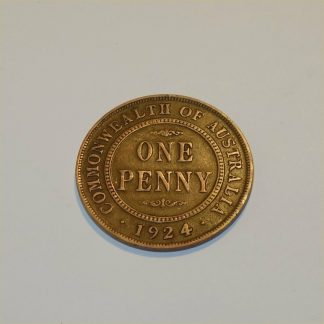 COMMONWEALTH OF AUSTRALIA
ONE
PENNY
· 1924 ·